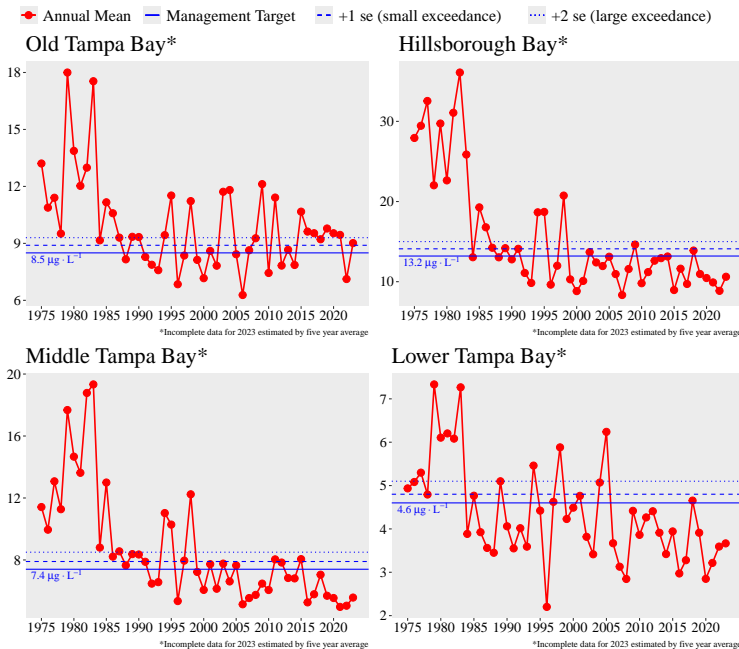 Annual Mean Management Target +1 se (small exceedance) +2 se (large exceedance)
Old Tampa Bay*
18
15
12
9
6
8.5 μg · L⁻¹
1975 1980 1985 1990 1995 2000 2005 2010 2015 2020
*Incomplete data for 2023 estimated by five year average
Hillsborough Bay*
30
20
10
13.2 μg · L⁻¹
1975 1980 1985 1990 1995 2000 2005 2010 2015 2020
*Incomplete data for 2023 estimated by five year average
Middle Tampa Bay*
20
16
12
8
7.4 μg · L⁻¹
1975 1980 1985 1990 1995 2000 2005 2010 2015 2020
*Incomplete data for 2023 estimated by five year average
Lower Tampa Bay*
7
6
5
4
3
2
4.6 μg · L⁻¹
1975 1980 1985 1990 1995 2000 2005 2010 2015 2020
*Incomplete data for 2023 estimated by five year average